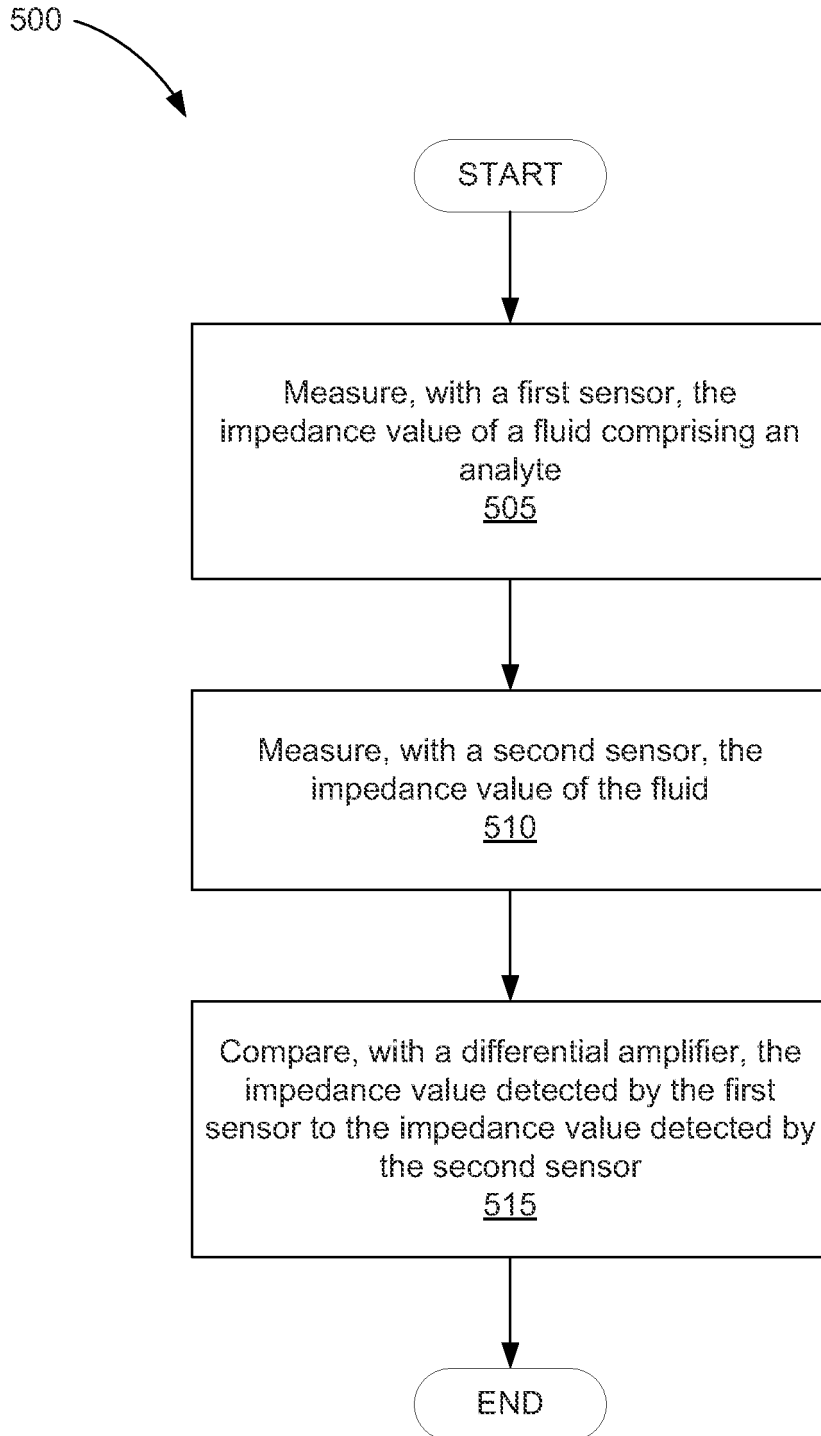 500
START
Measure, with a first sensor, the
impedance value of a fluid comprising an
analyte
505
Measure, with a second sensor, the
impedance value of the fluid
510
Compare, with a differential amplifier, the
impedance value detected by the first
sensor to the impedance value detected by
the second sensor
515
END